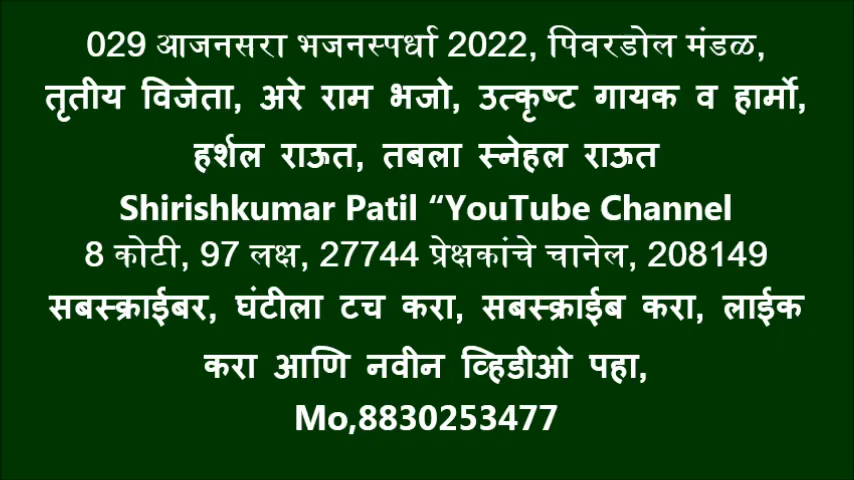 029 आजनसरा भजनस्पर्धा 2022, पिवरडोल मंडळ,
तृतीय विजेता, अरे राम भजो, उत्कृष्ट गायक व हार्मो,
हर्शल राऊत, तबला स्नेहल राऊत
Shirishkumar Patil “YouTube Channel
8 कोटी, 97 लक्ष, 27744 प्रेक्षकांचे चानेल, 208149
सबस्क्राईबर, घंटीला टच करा, सबस्क्राईब करा, लाईक
करा आणि नवीन व्हिडीओ पहा,
Mo,8830253477